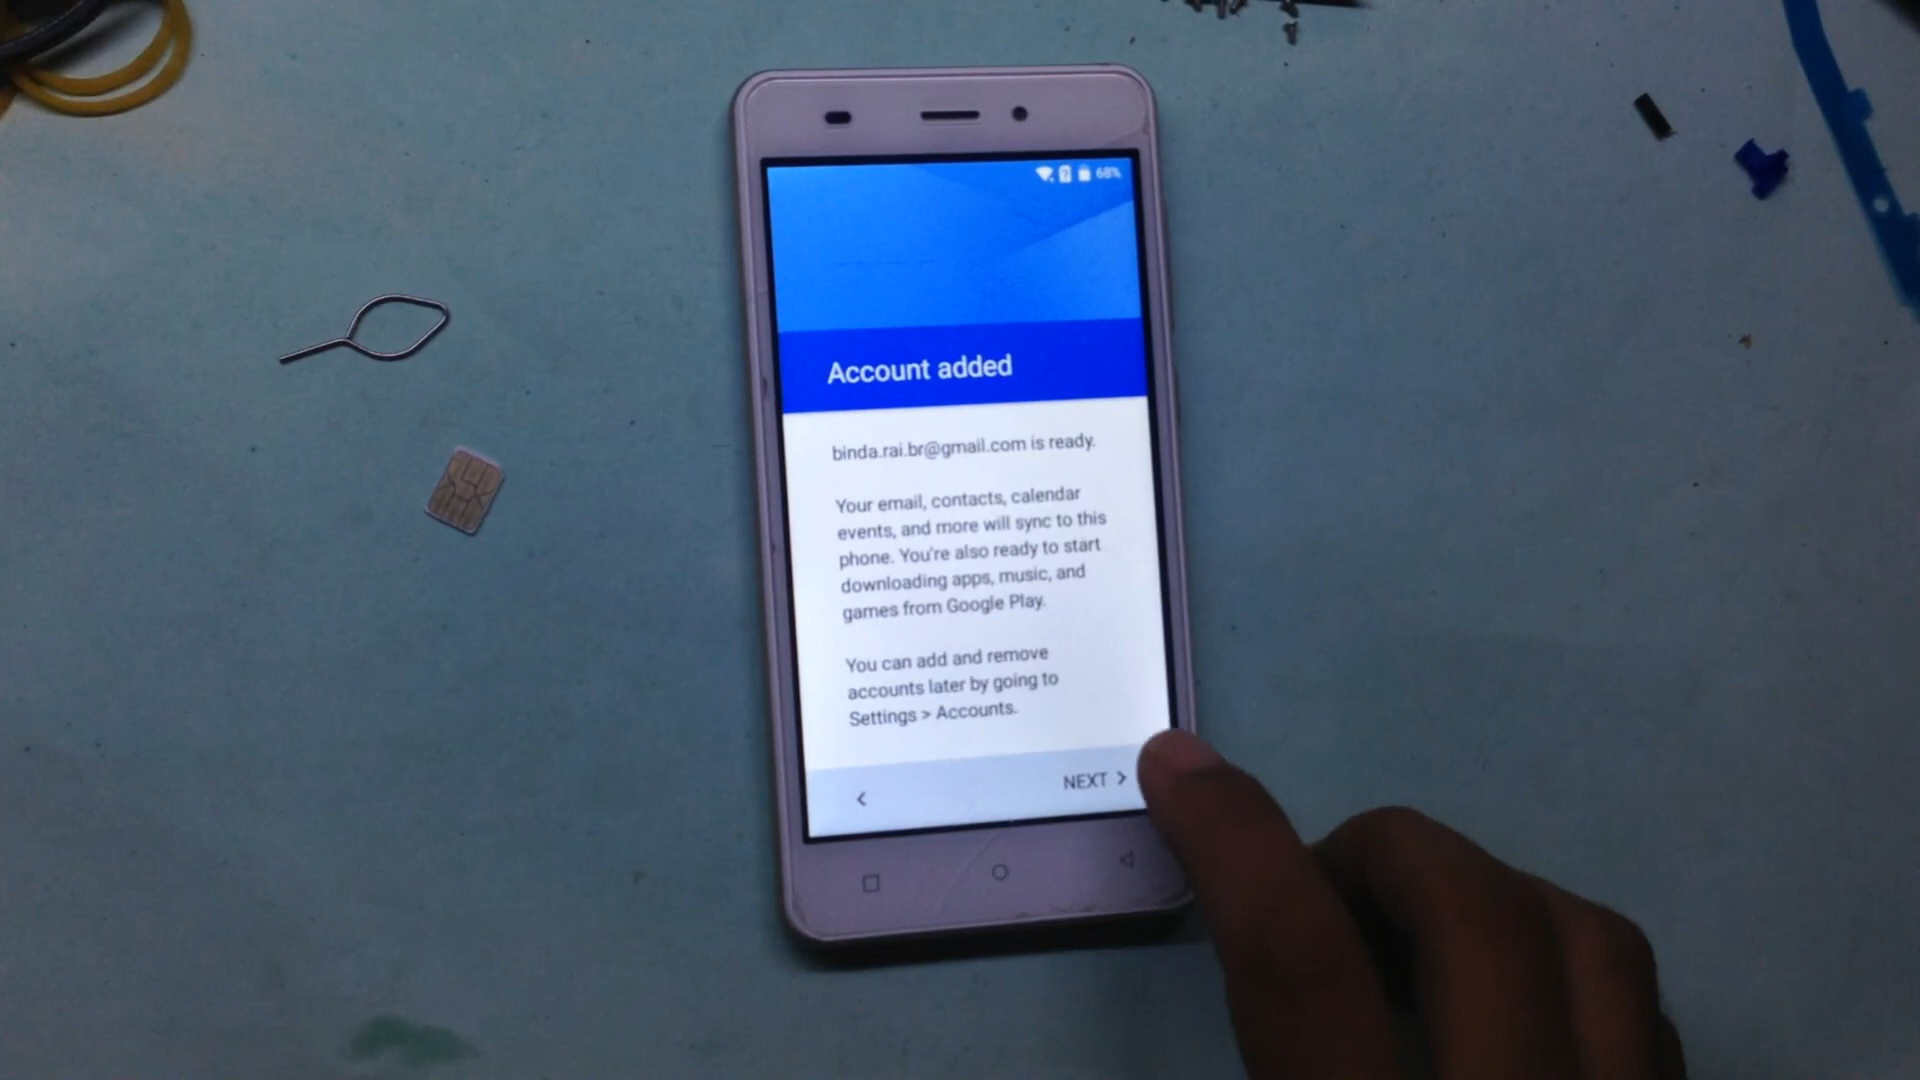 68%
Account added
binda.rai.br@gmail.com is ready.
Your email, contacts, calendar
events, and more will sync to this
phone. You're also ready to start
downloading apps, music, and
games from Google Play.
You can add and remove
accounts later by going to
Settings > Accounts.
NEXT >